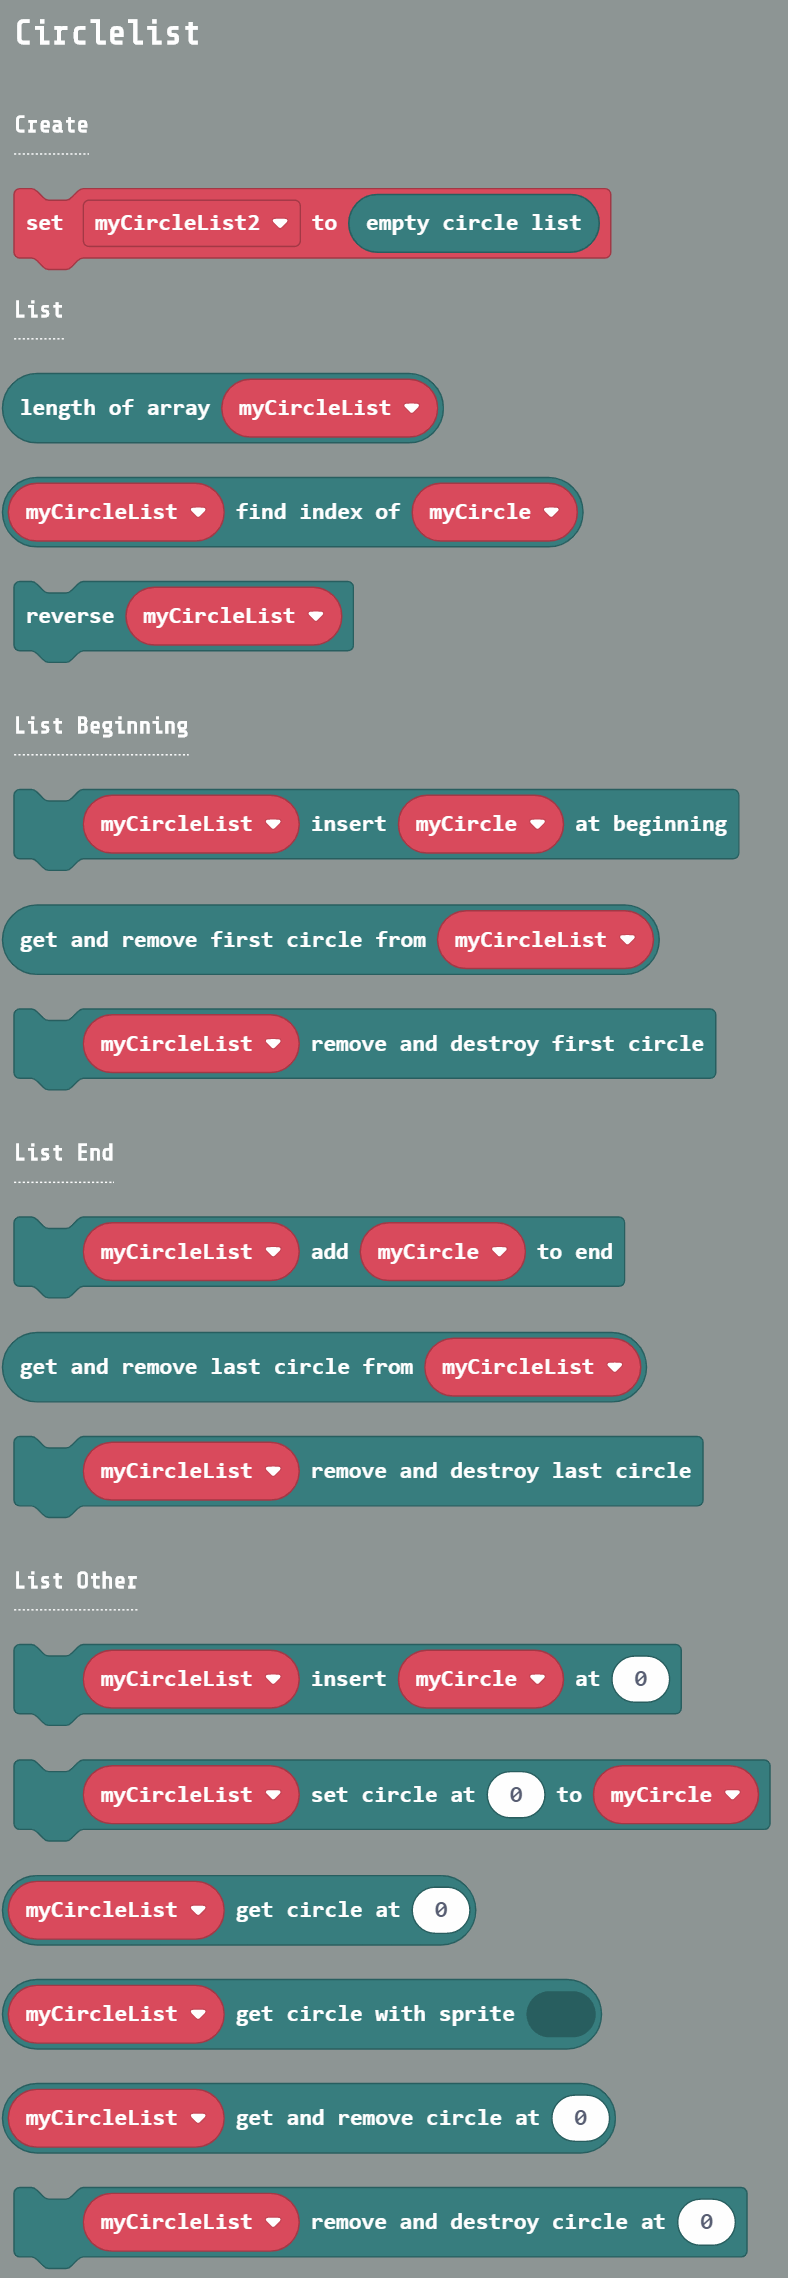 Circlelist
Create
set myCircleList2 to empty circle list
List
length of array myCircleList
myCircleList find index of myCircle
reverse myCircleList
List Beginning
myCircleList insert myCircle at beginning
get and remove first circle from myCircleList
myCircleList remove and destroy first circle
List End
myCircleList add myCircle to end
get and remove last circle from myCircleList
myCircleList remove and destroy last circle
List Other
myCircleList insert myCircle at 0
myCircleList set circle at 0 to myCircle
myCircleList get circle at 0
myCircleList get circle with sprite
myCircleList get and remove circle at 0
myCircleList remove and destroy circle at 0